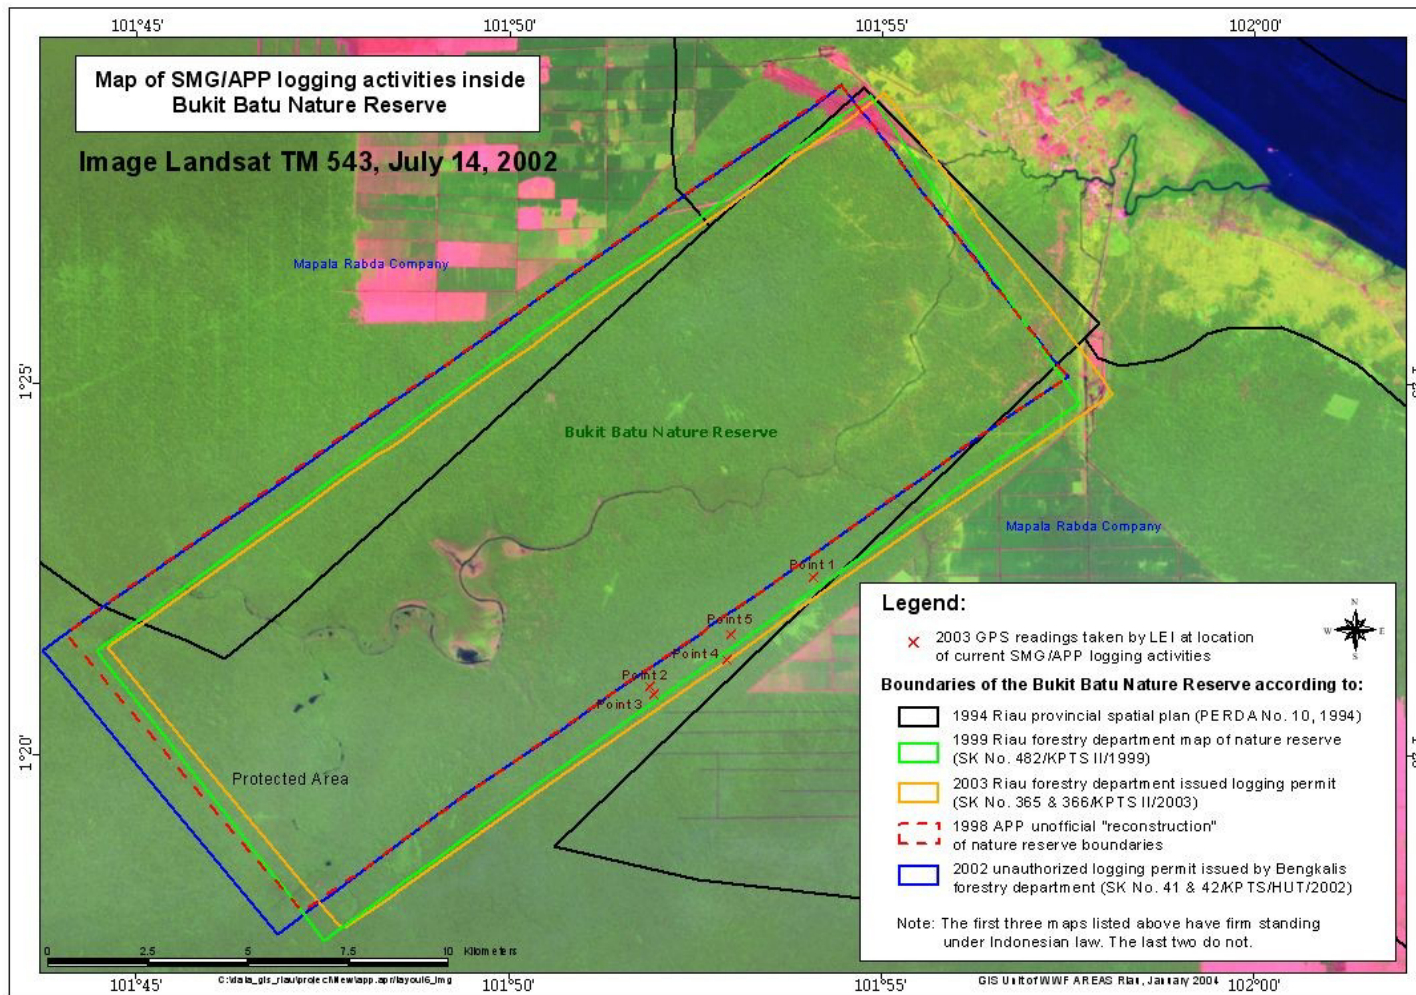 101°45' 101°50' 101°55' 102°00'
Map of SMG/APP logging activities inside
Bukit Batu Nature Reserve
Image Landsat TM 543, July 14, 2002
Mapala Rabda Company
1°25'
Bukit Batu Nature Reserve
Mapala Rabda Company
Point 1
Point 5
Point 4
Point 2
Point 3
1°20'
Protected Area
Legend:
N
W E
S
2003 GPS readings taken by LEI at location
of current SMG/APP logging activities
Boundaries of the Bukit Batu Nature Reserve according to:
1994 Riau provincial spatial plan (PERDA No. 10, 1994)
1999 Riau forestry department map of nature reserve
(SK No. 482/KPTS II/1999)
2003 Riau forestry department issued logging permit
(SK No. 365 & 366/KPTS II/2003)
1998 APP unofficial "reconstruction"
of nature reserve boundaries
2002 unauthorized logging permit issued by Bengkalis
forestry department (SK No. 41 & 42/KPTS/HUT/2002)
Note: The first three maps listed above have firm standing
under Indonesian law. The last two do not.
0 2.5 5 7.5 10 Kilometers
GIS Unit of WWF AREAS Riau, January 2004
101°45' 101°50' 101°55' 102°00'